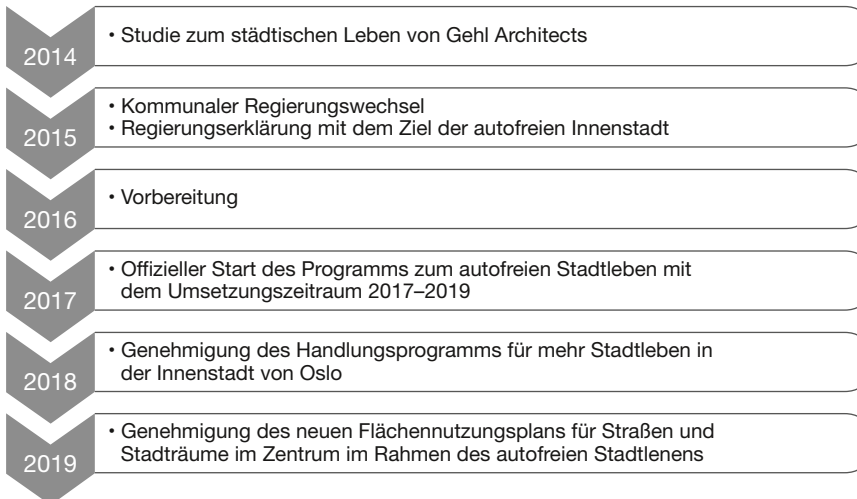 2014
• Studie zum städtischen Leben von Gehl Architects
2015
• Kommunaler Regierungswechsel
• Regierungserklärung mit dem Ziel der autofreien Innenstadt
2016
• Vorbereitung
2017
• Offizieller Start des Programms zum autofreien Stadtleben mit
dem Umsetzungszeitraum 2017–2019
2018
• Genehmigung des Handlungsprogramms für mehr Stadtleben in
der Innenstadt von Oslo
2019
• Genehmigung des neuen Flächennutzungsplans für Straßen und
Stadträume im Zentrum im Rahmen des autofreien Stadtlenens